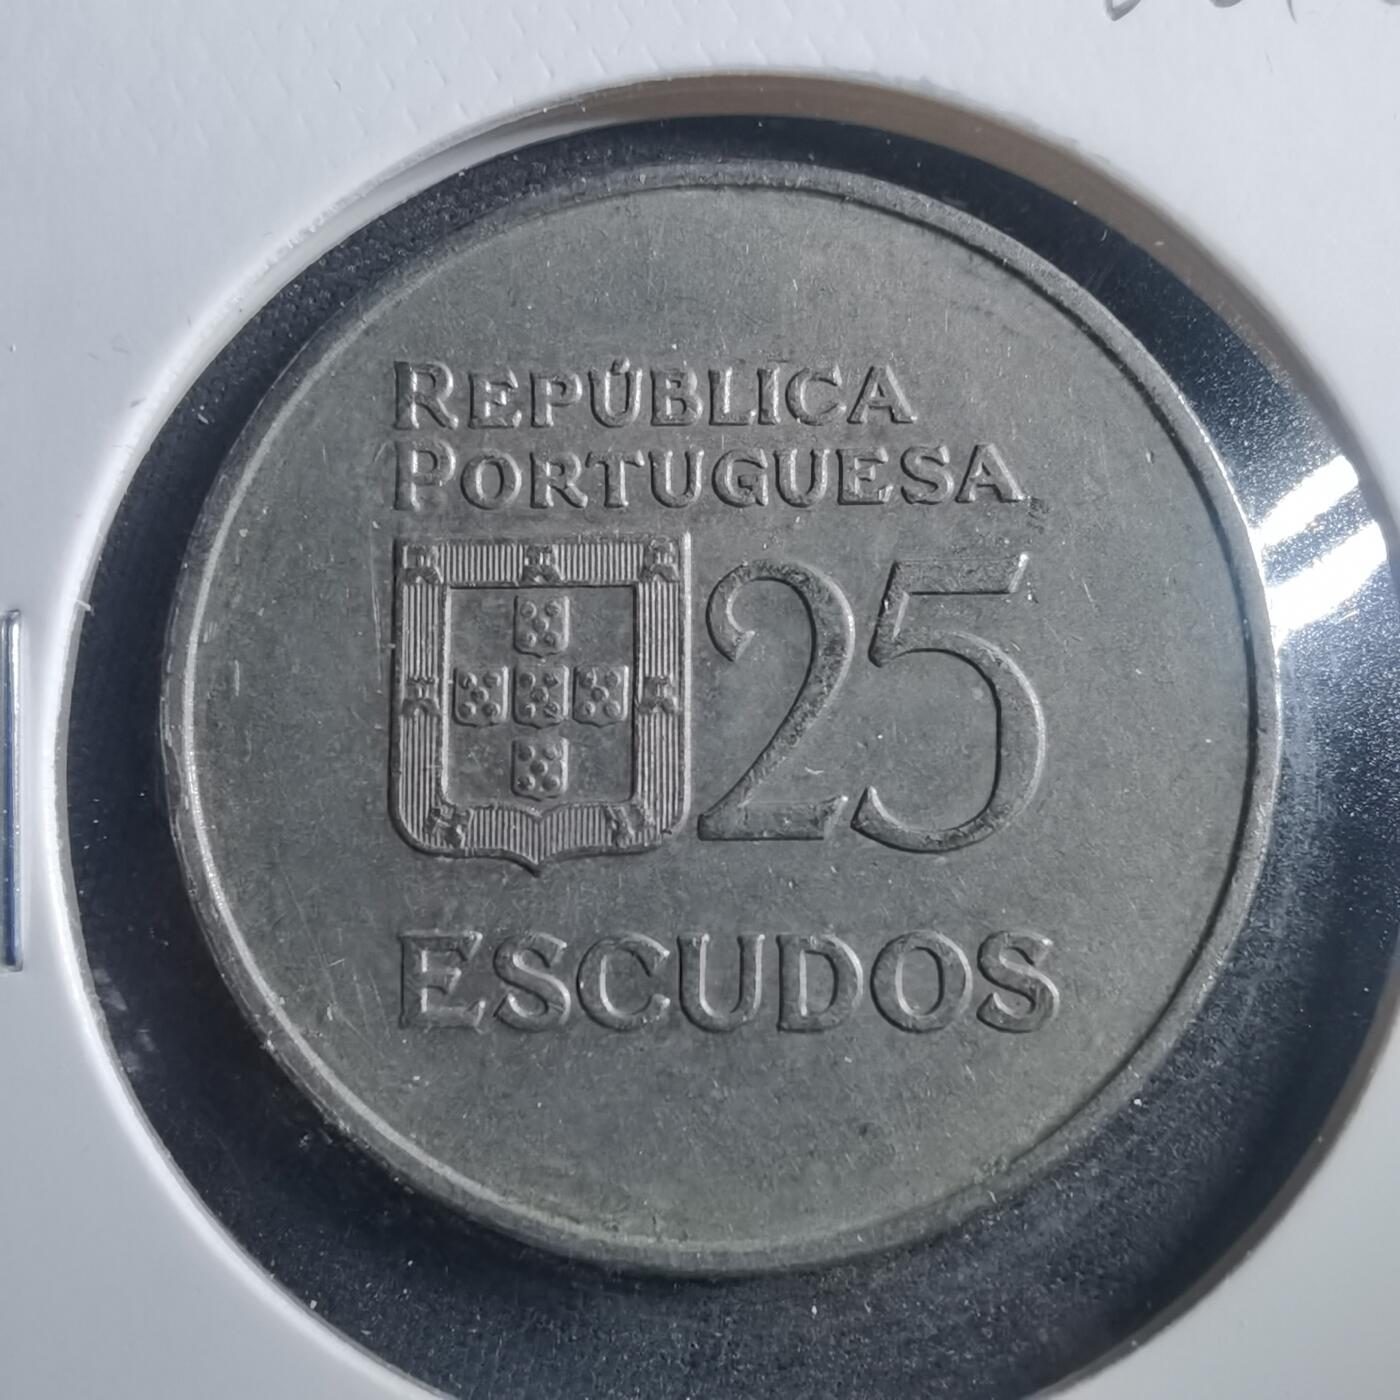 REPÚBLICA
PORTUGUESA
25
ESCUDOS